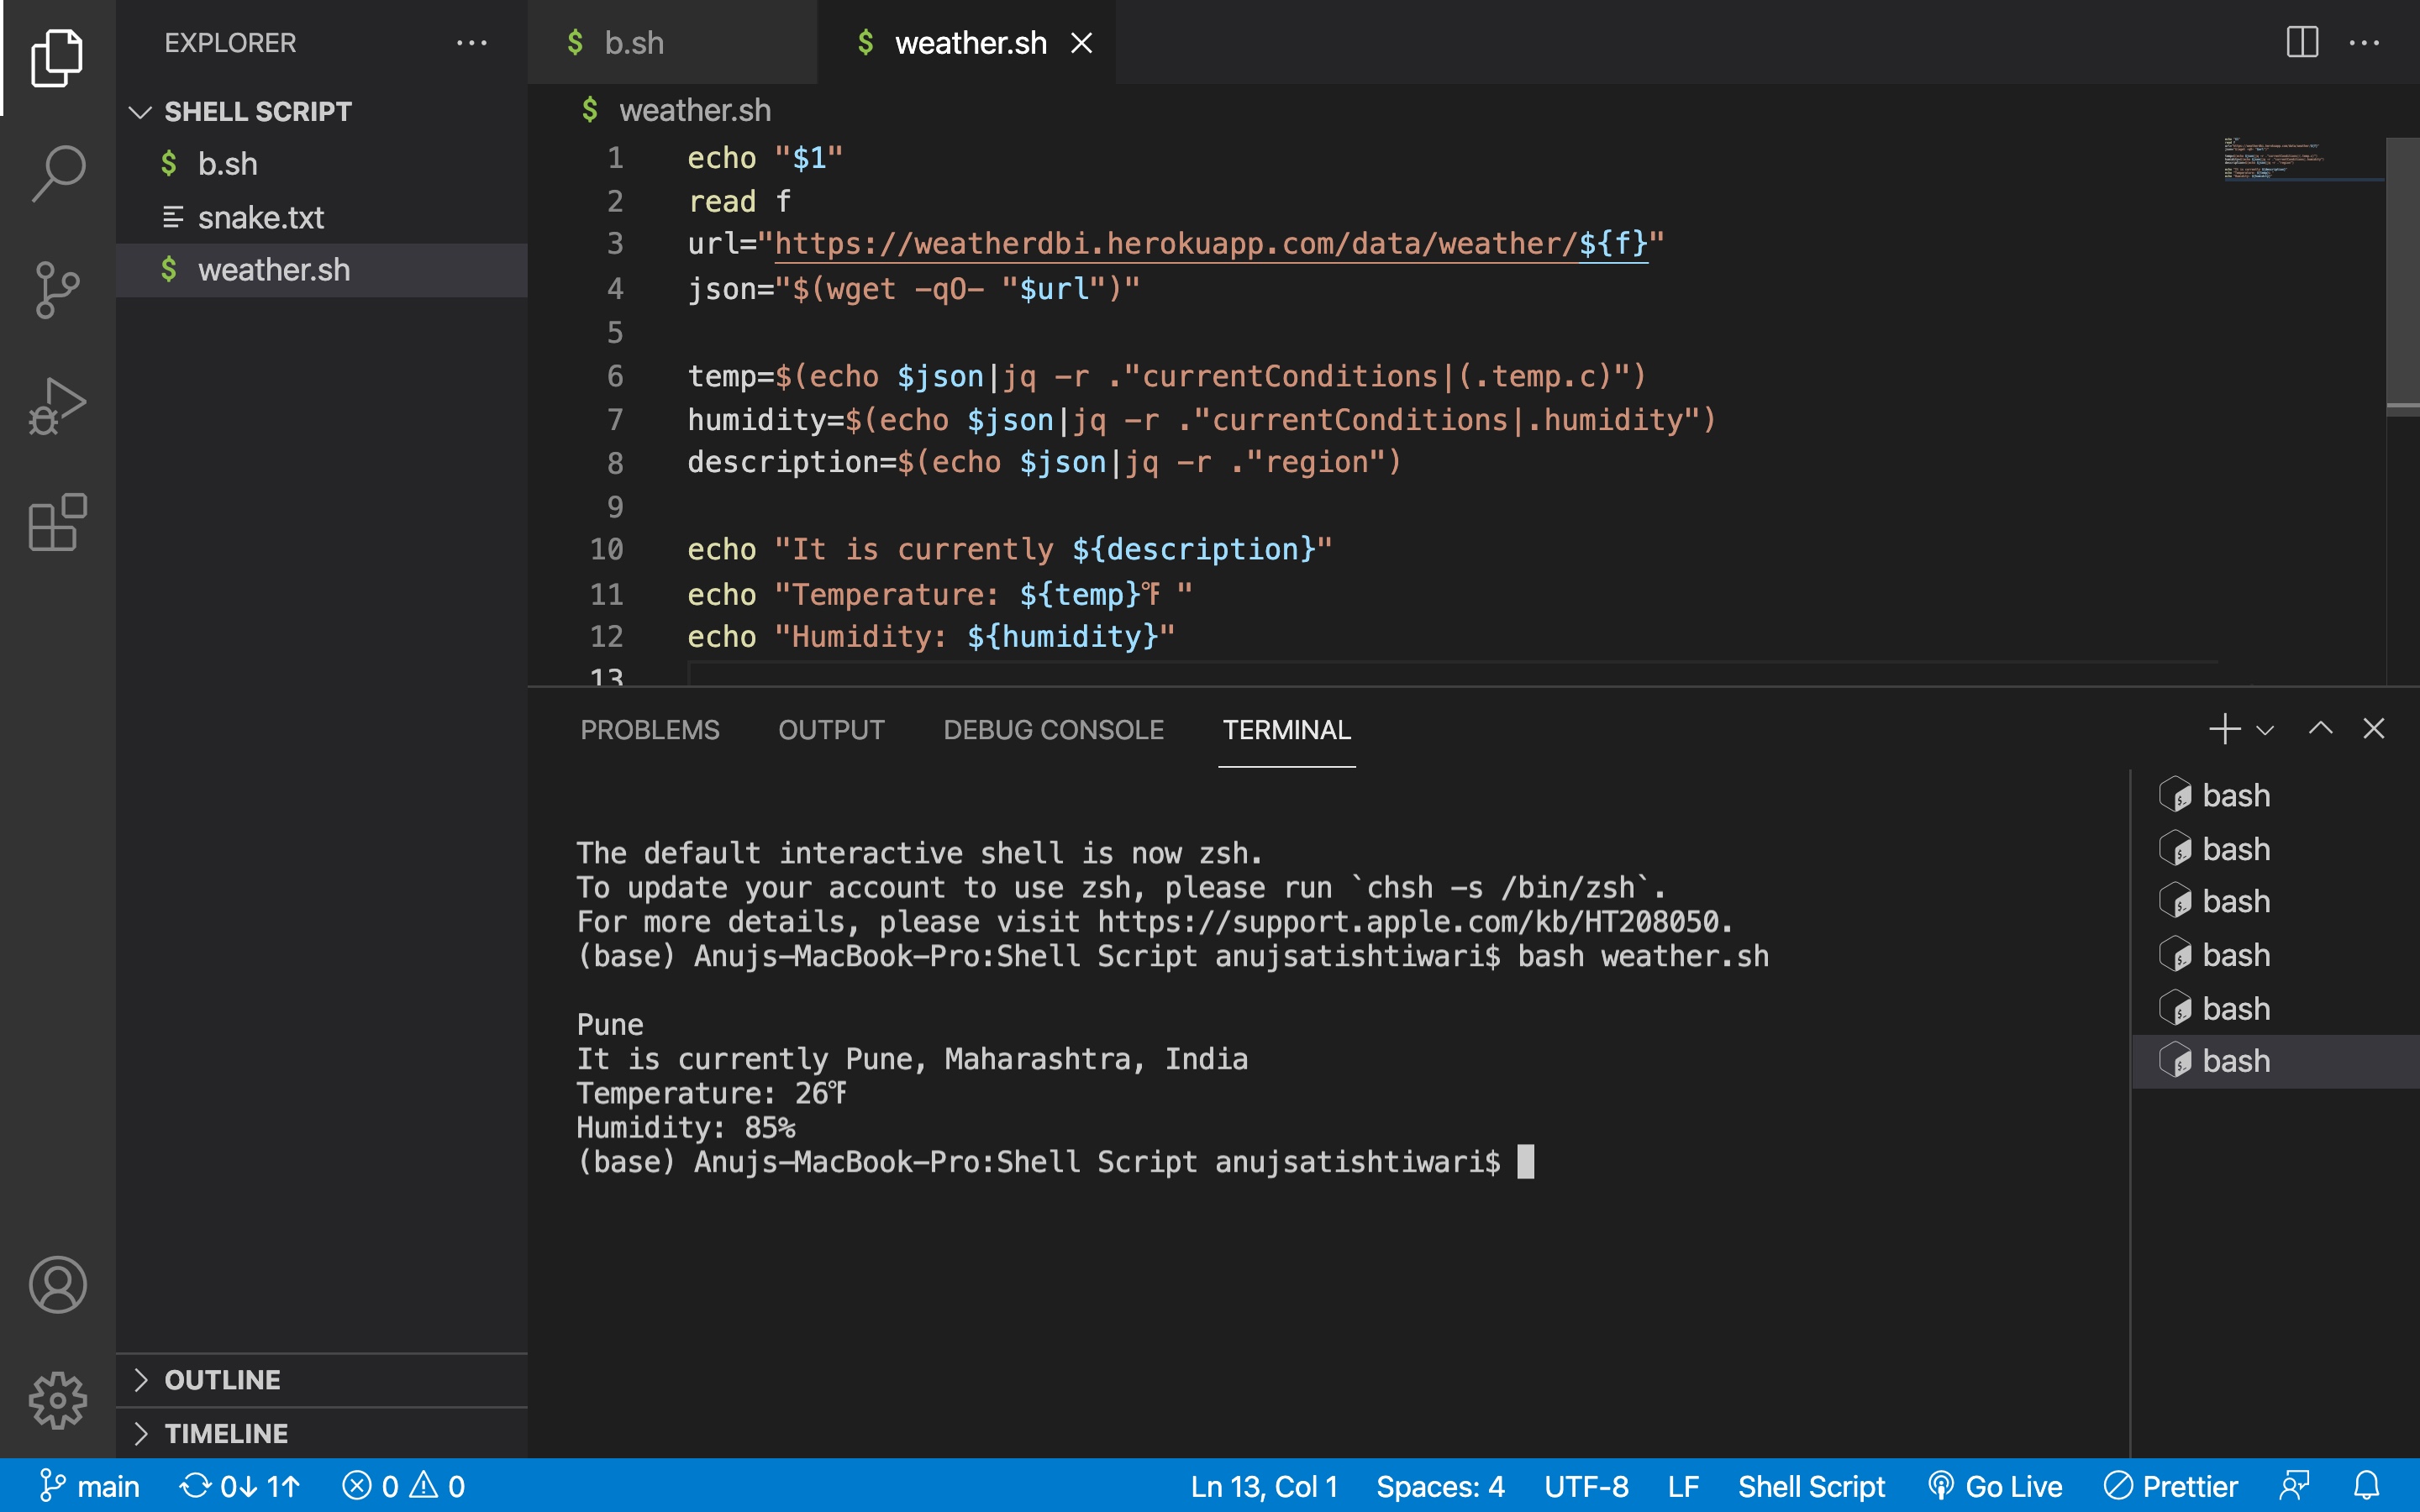 EXPLORER
SHELL SCRIPT
$ b.sh
snake.txt
$ weather.sh
OUTLINE
TIMELINE
$ b.sh
$ weather.sh
$ weather.sh
1 echo "$1"
2 read f
3 url="https://weatherdbi.herokuapp.com/data/weather/${f}"
4 json="$(wget -qO- "$url")"
5
6 temp=$(echo $json|jq -r ."currentConditions|(.temp.c)")
7 humidity=$(echo $json|jq -r ."currentConditions|.humidity")
8 description=$(echo $json|jq -r ."region")
9
10 echo "It is currently ${description}"
11 echo "Temperature: ${temp}℉ "
12 echo "Humidity: ${humidity}"
13
PROBLEMS OUTPUT DEBUG CONSOLE TERMINAL
The default interactive shell is now zsh.
To update your account to use zsh, please run `chsh -s /bin/zsh`.
For more details, please visit https://support.apple.com/kb/HT208050.
(base) Anujs-MacBook-Pro:Shell Script anujsatishtiwari$ bash weather.sh
Pune
It is currently Pune, Maharashtra, India
Temperature: 26℉
Humidity: 85%
(base) Anujs-MacBook-Pro:Shell Script anujsatishtiwari$
bash
bash
bash
bash
bash
bash
main 0↓ 1↑ 0 0 Ln 13, Col 1 Spaces: 4 UTF-8 LF Shell Script Go Live Prettier